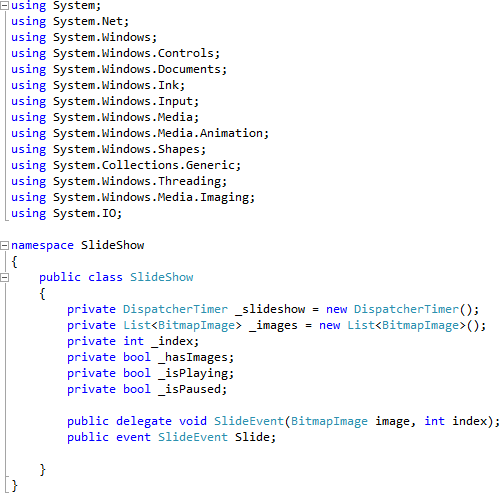 using System;
using System.Net;
using System.Windows;
using System.Windows.Controls;
using System.Windows.Documents;
using System.Windows.Ink;
using System.Windows.Input;
using System.Windows.Media;
using System.Windows.Media.Animation;
using System.Windows.Shapes;
using System.Collections.Generic;
using System.Windows.Threading;
using System.Windows.Media.Imaging;
using System.IO;

namespace SlideShow
{
    public class SlideShow
    {
        private DispatcherTimer _slideshow = new DispatcherTimer();
        private List<BitmapImage> _images = new List<BitmapImage>();
        private int _index;
        private bool _hasImages;
        private bool _isPlaying;
        private bool _isPaused;

        public delegate void SlideEvent(BitmapImage image, int index);
        public event SlideEvent Slide;

    }
}